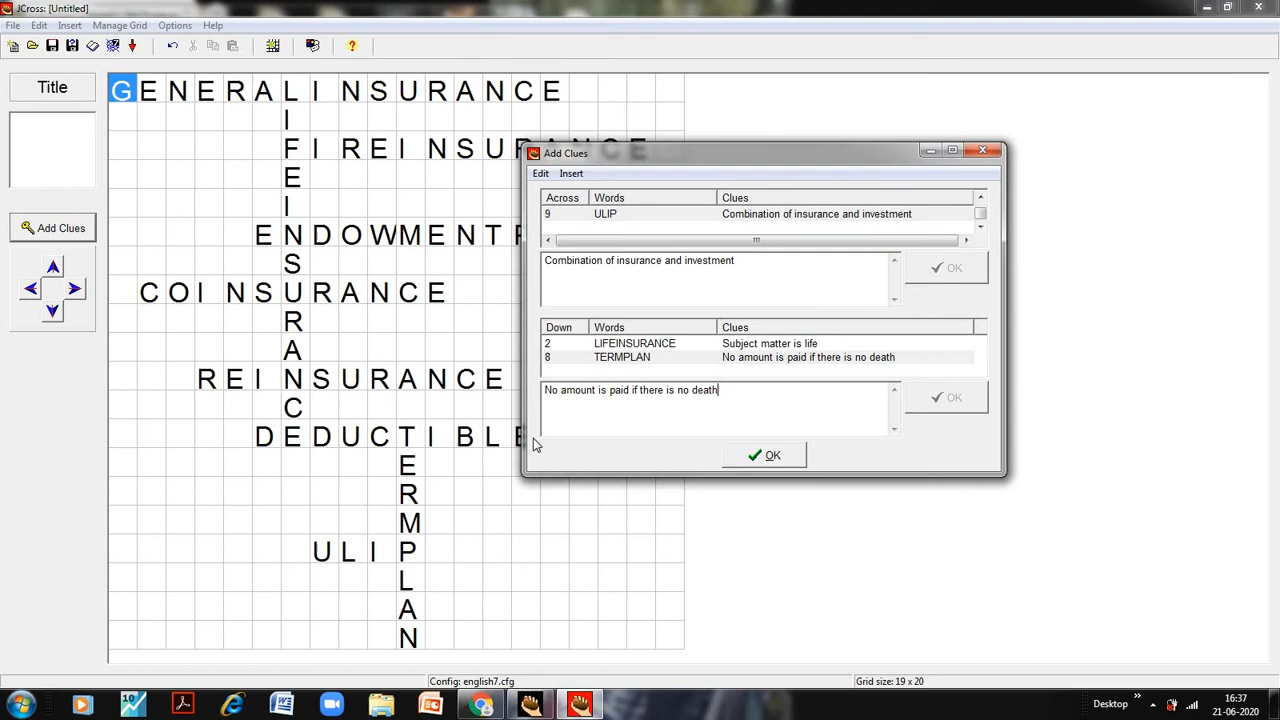 JCross: [Untitled]
File Edit Insert Manage Grid Options Help
Title
Add Clues
GENERALINSURANCE
I
FIREINSURANCE
E
I
ENDOWMENTP
S
COINSURANCE
R
A
REINSURANCE
C
DEDUCTIBLE
E
R
M
ULIP
L
A
N
Add Clues
Edit Insert
Across Words Clues
9 ULIP Combination of insurance and investment
Combination of insurance and investment
OK
Down Words Clues
2 LIFEINSURANCE Subject matter is life
8 TERMPLAN No amount is paid if there is no death
No amount is paid if there is no death
OK
OK
Config: english7.cfg
Grid size: 19 x 20
10
Desktop
16:37
21-06-2020